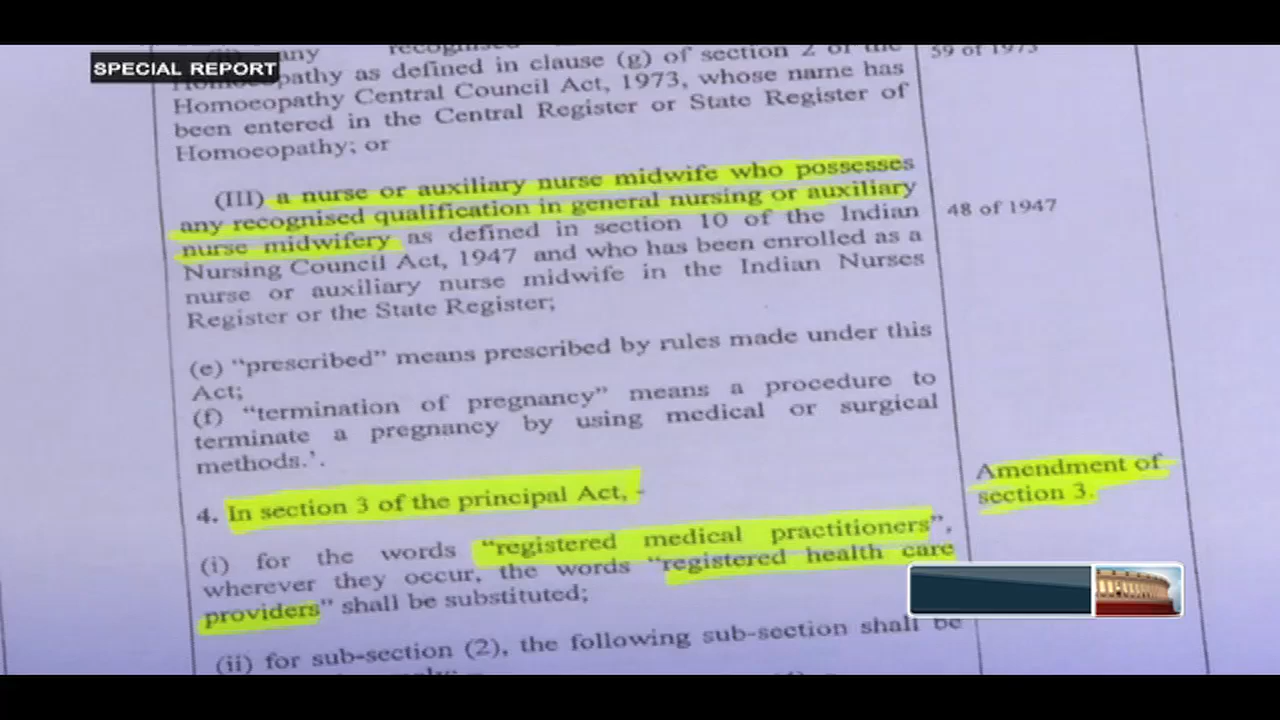 SPECIAL REPORT
any
pathy as defined in clause (g) of section 2 of the
59 of 1973
Homoeopathy Central Council Act, 1973, whose name has
been entered in the Central Register or State Register of
Homoeopathy; or
(III) a nurse or auxiliary nurse midwife who possesses
any recognised qualification in general nursing or auxiliary
nurse midwifery as defined in section 10 of the Indian
48 of 1947
Nursing Council Act, 1947 and who has been enrolled as a
nurse or auxiliary nurse midwife in the Indian Nurses
Register or the State Register;
(e) “prescribed” means prescribed by rules made under this
Act;
(f) “termination of pregnancy” means a procedure to
terminate a pregnancy by using medical or surgical
methods.’.
Amendment of
section 3.
4. In section 3 of the principal Act, -
(i) for the words “registered medical practitioners”,
wherever they occur, the words “registered health care
providers” shall be substituted;
(ii) for sub-section (2), the following sub-section shall be